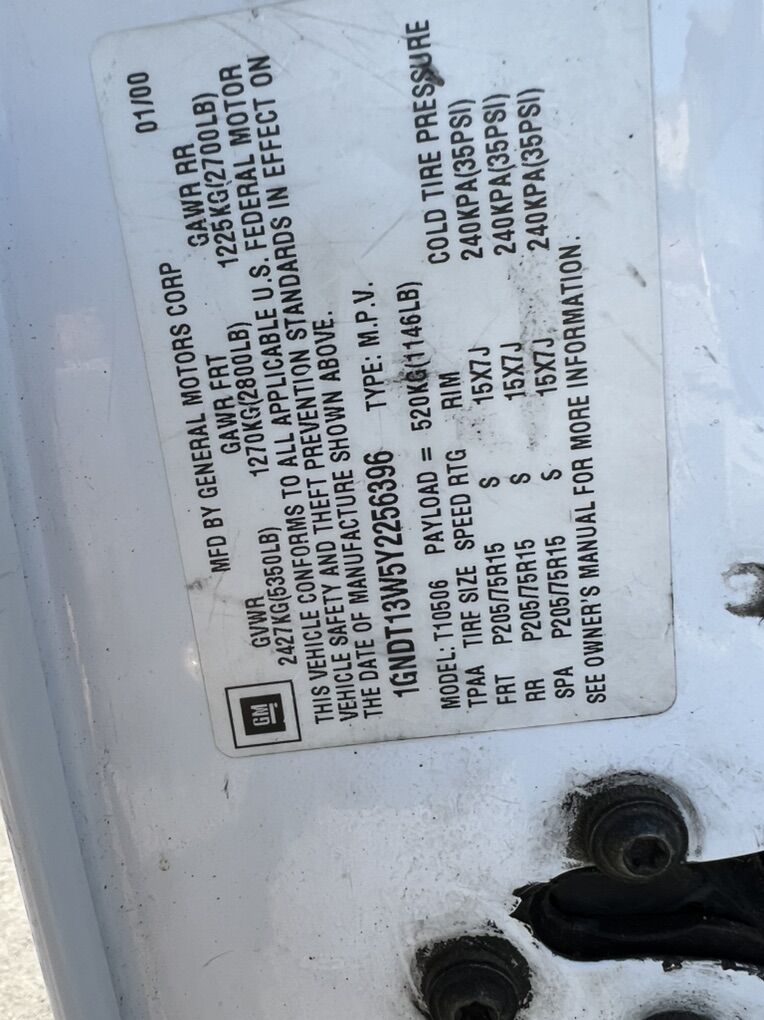 MFD BY GENERAL MOTORS CORP 01/00
GVWR GAWR FRT GAWR RR
2427KG(5350LB) 1270KG(2800LB) 1225KG(2700LB)
THIS VEHICLE CONFORMS TO ALL APPLICABLE U.S. FEDERAL MOTOR
VEHICLE SAFETY AND THEFT PREVENTION STANDARDS IN EFFECT ON
THE DATE OF MANUFACTURE SHOWN ABOVE.
1GNDT13W5Y2256396 TYPE: M.P.V.
MODEL: T10506 PAYLOAD = 520KG(1146LB)
TPAA TIRE SIZE SPEED RTG RIM COLD TIRE PRESSURE
FRT P205/75R15 S 15X7J 240KPA(35PSI)
RR P205/75R15 S 15X7J 240KPA(35PSI)
SPA P205/75R15 S 15X7J 240KPA(35PSI)
SEE OWNER'S MANUAL FOR MORE INFORMATION.
GM